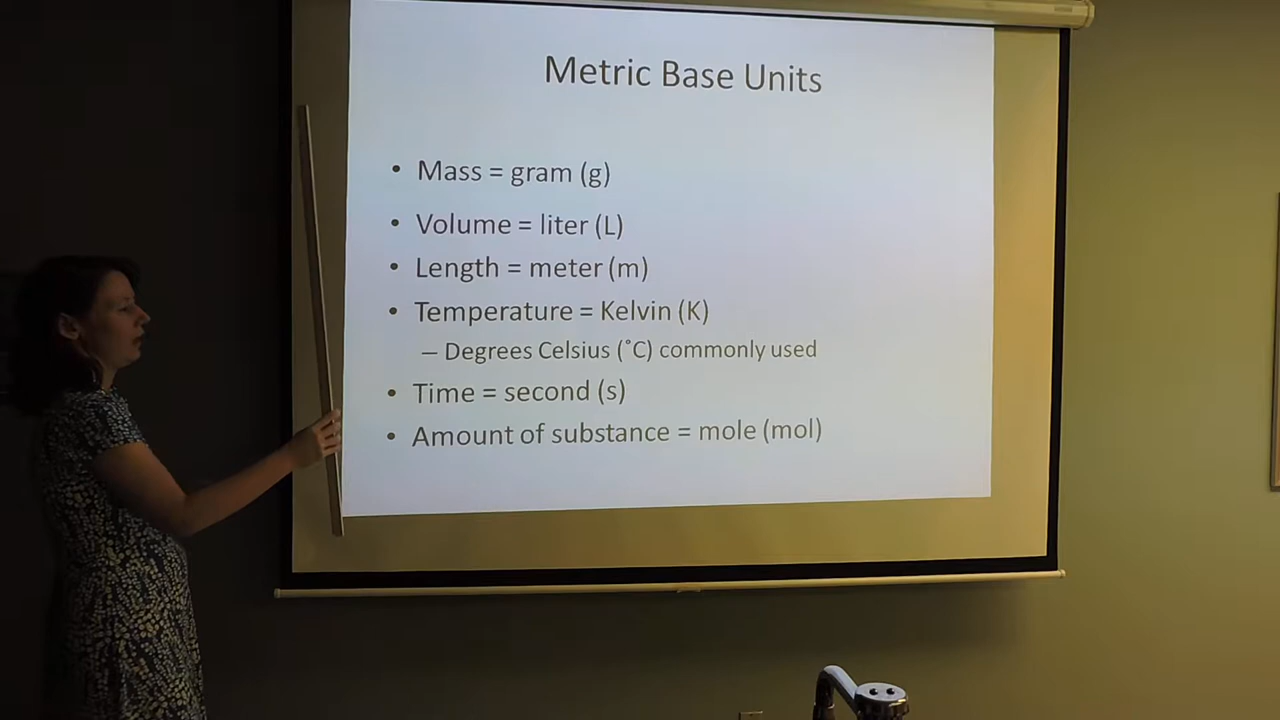 Metric Base Units
• Mass = gram (g)
• Volume = liter (L)
• Length = meter (m)
• Temperature = Kelvin (K)
– Degrees Celsius (˚C) commonly used
• Time = second (s)
• Amount of substance = mole (mol)